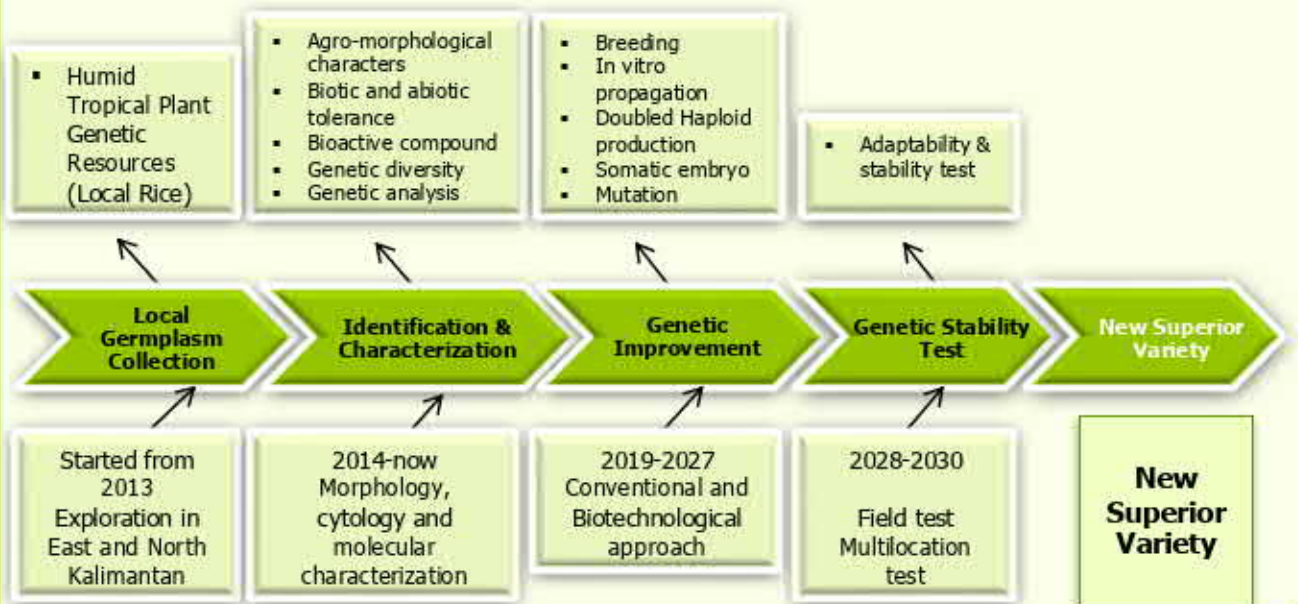 ▪ Humid
Tropical Plant
Genetic
Resources
(Local Rice)
▪ Agro-morphological
characters
▪ Biotic and abiotic
tolerance
▪ Bioactive compound
▪ Genetic diversity
▪ Genetic analysis
▪ Breeding
▪ In vitro
propagation
▪ Doubled Haploid
production
▪ Somatic embryo
▪ Mutation
▪ Adaptability &
stability test
Local
Germplasm
Collection
Identification &
Characterization
Genetic
Improvement
Genetic Stability
Test
New Superior
Variety
Started from
2013
Exploration in
East and North
Kalimantan
2014-now
Morphology,
cytology and
molecular
characterization
2019-2027
Conventional and
Biotechnological
approach
2028-2030
Field test
Multilocation
test
New
Superior
Variety